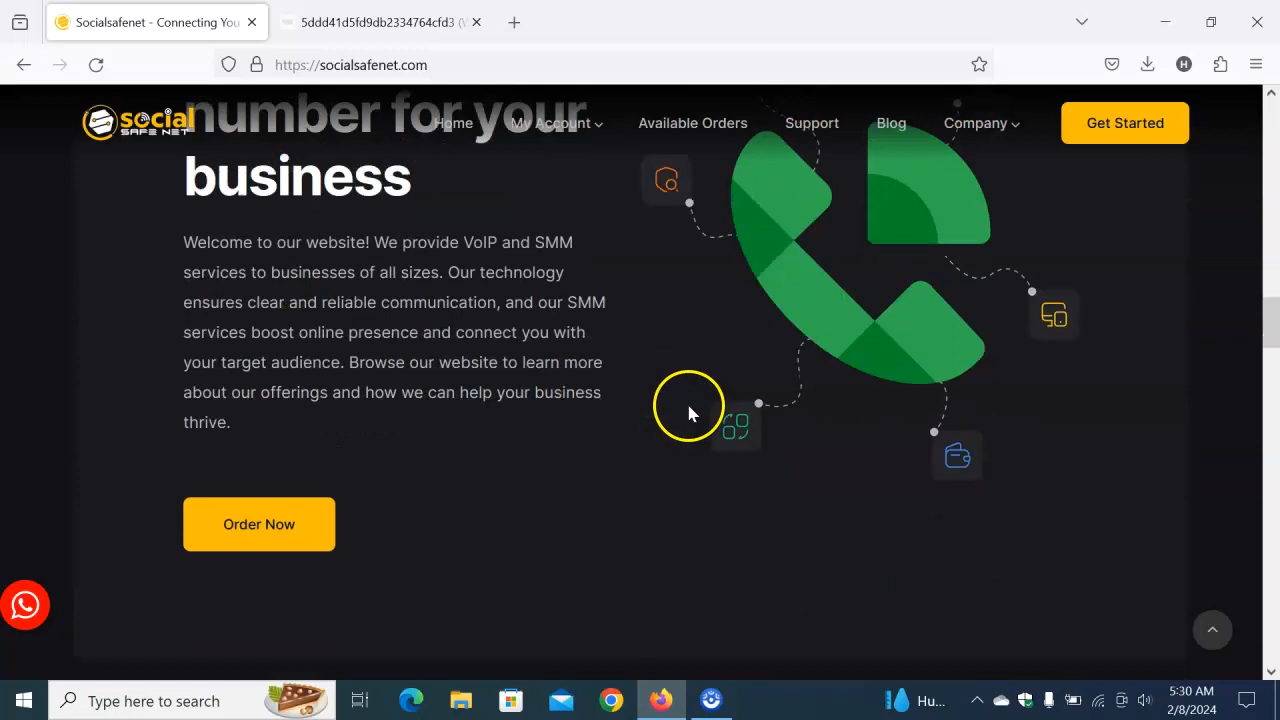 Socialsafenet - Connecting You
5ddd41d5fd9db2334764cfd3 (W
https://socialsafenet.com
H
social
SAFE NET
Home
My Account
Available Orders
Support
Blog
Company
Get Started
number for your
business
Welcome to our website! We provide VoIP and SMM
services to businesses of all sizes. Our technology
ensures clear and reliable communication, and our SMM
services boost online presence and connect you with
your target audience. Browse our website to learn more
about our offerings and how we can help your business
thrive.
Order Now
Type here to search
Hu...
5:30 AM
2/8/2024